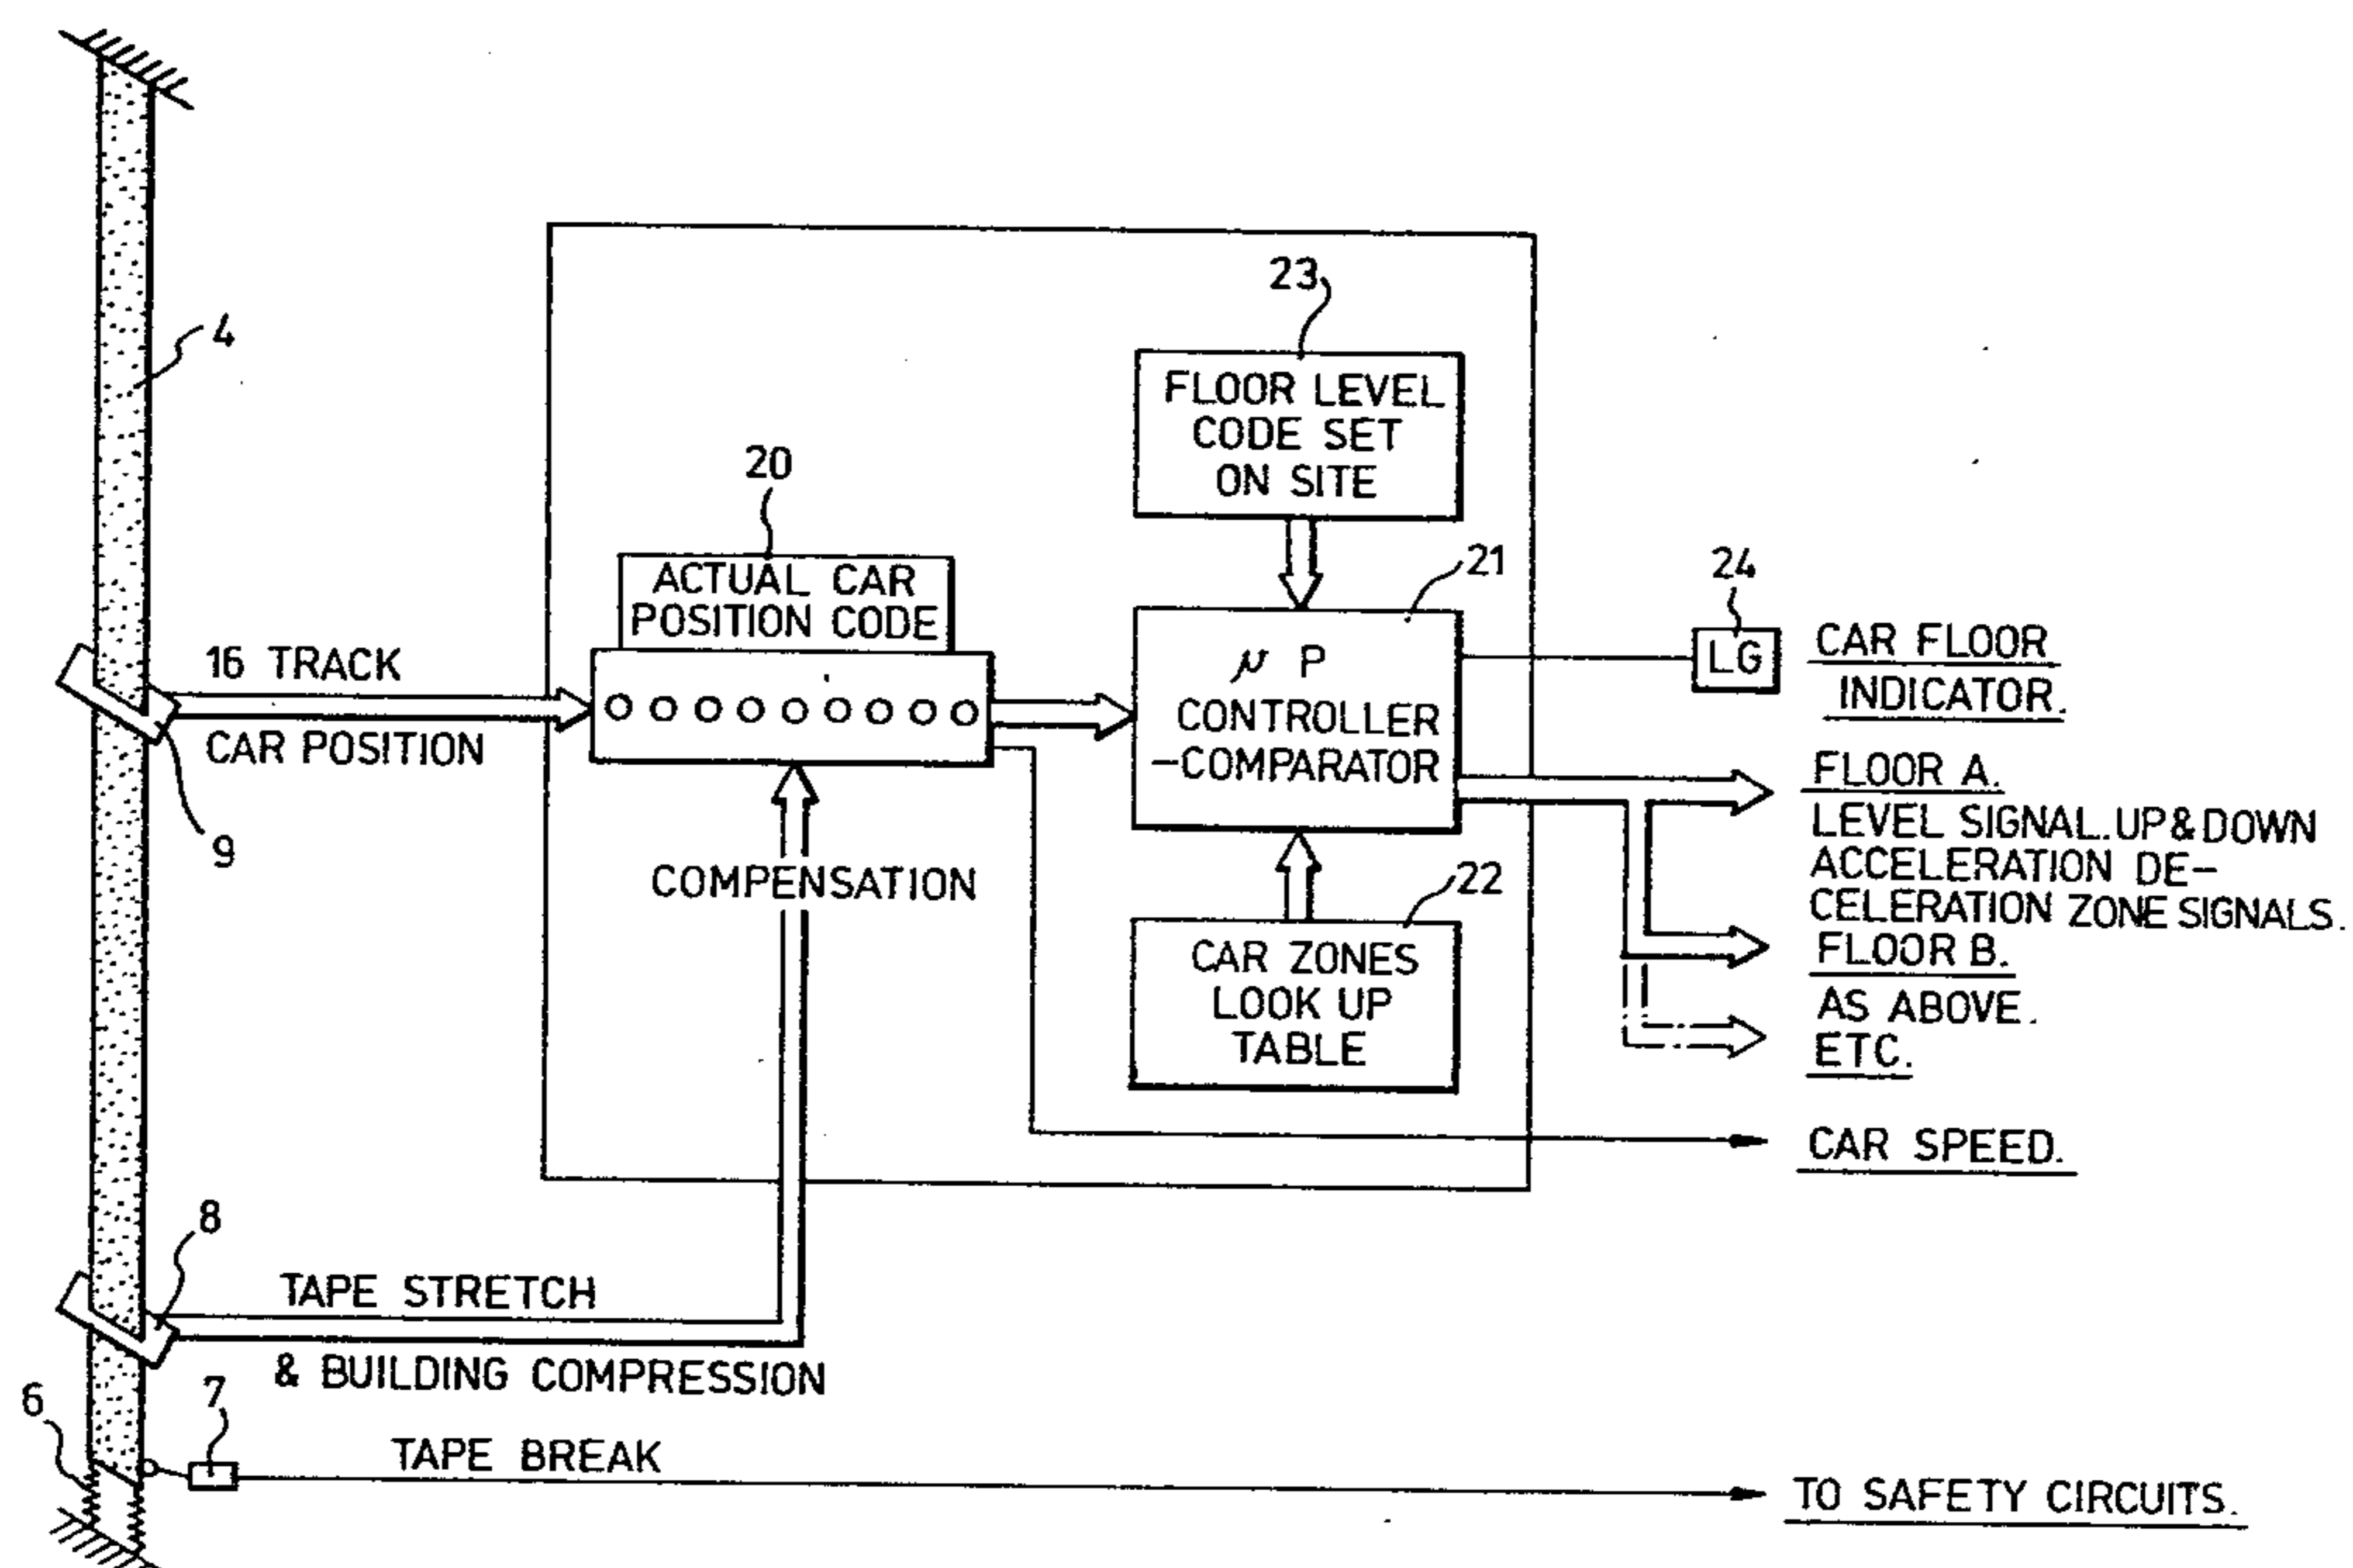 23
4
FLOOR LEVEL
CODE SET
ON SITE
20
21
24
ACTUAL CAR
POSITION CODE
16 TRACK
CAR POSITION
9
μ P
CONTROLLER
-COMPARATOR
LG
CAR FLOOR
INDICATOR.
FLOOR A.
LEVEL SIGNAL. UP & DOWN
ACCELERATION DE-
CELERATION ZONE SIGNALS.
FLOOR B.
AS ABOVE.
ETC.
COMPENSATION
22
CAR ZONES
LOOK UP
TABLE
CAR SPEED.
8
TAPE STRETCH
& BUILDING COMPRESSION
6
7
TAPE BREAK
TO SAFETY CIRCUITS.